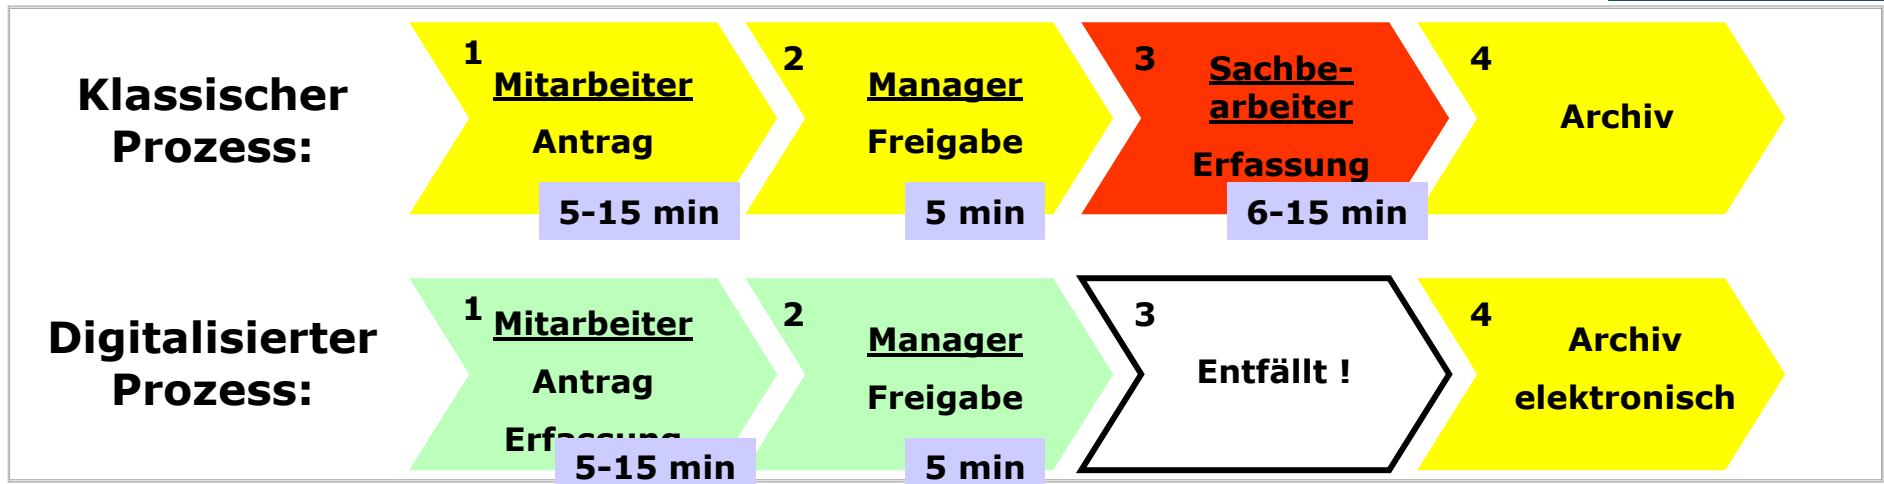 Klassischer
Prozess:
1
Mitarbeiter
Antrag
5-15 min
2
Manager
Freigabe
5 min
3
Sachbe-
arbeiter
Erfassung
6-15 min
4
Archiv
Digitalisierter
Prozess:
1
Mitarbeiter
Antrag
Erfassung
5-15 min
2
Manager
Freigabe
5 min
3
Entfällt !
4
Archiv
elektronisch